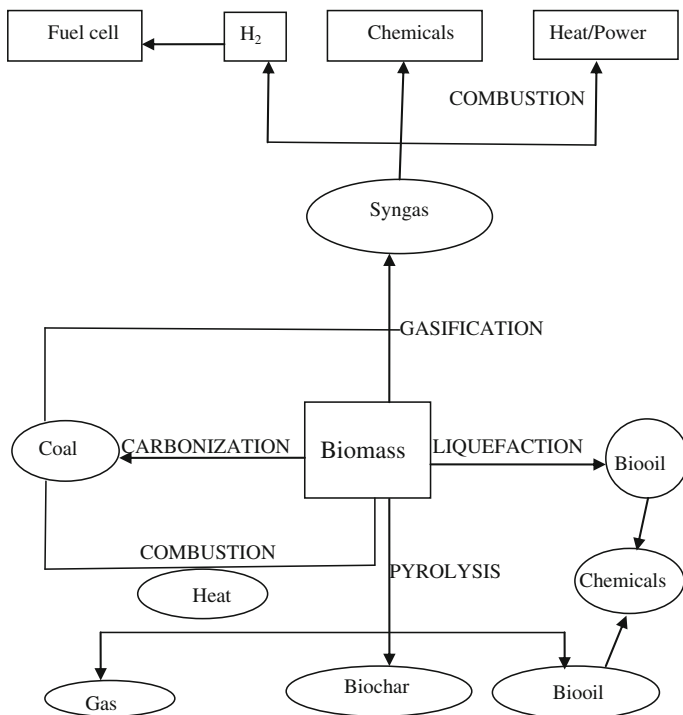 Fuel cell
H₂
Chemicals
Heat/Power
COMBUSTION
Syngas
GASIFICATION
Coal
CARBONIZATION
Biomass
LIQUEFACTION
Biooil
COMBUSTION
Heat
PYROLYSIS
Chemicals
Gas
Biochar
Biooil